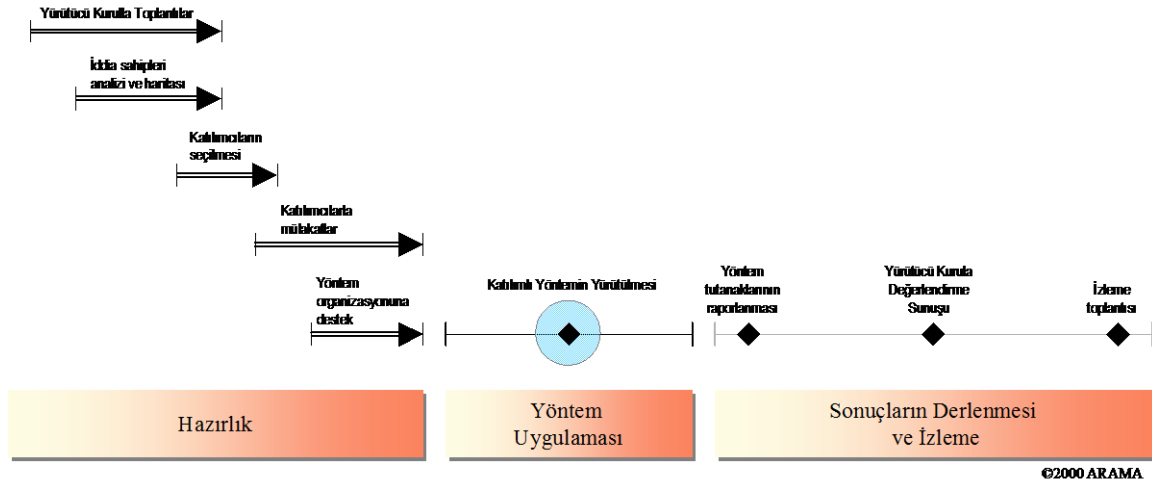 Yürütücü Kurulla Toplantılar
İddia sahipleri
analizi ve haritası
Katılımcıların
seçilmesi
Katılımcılarla
mülakatlar
Yöntem
organizasyonuna
destek
Katılımlı Yöntemin Yürütülmesi
Yöntem
tutanaklarının
raporlanması
Yürütücü Kurula
Değerlendirme
Sunuşu
İzleme
toplantısı
Hazırlık
Yöntem
Uygulaması
Sonuçların Derlenmesi
ve İzleme
©2000 ARAMA